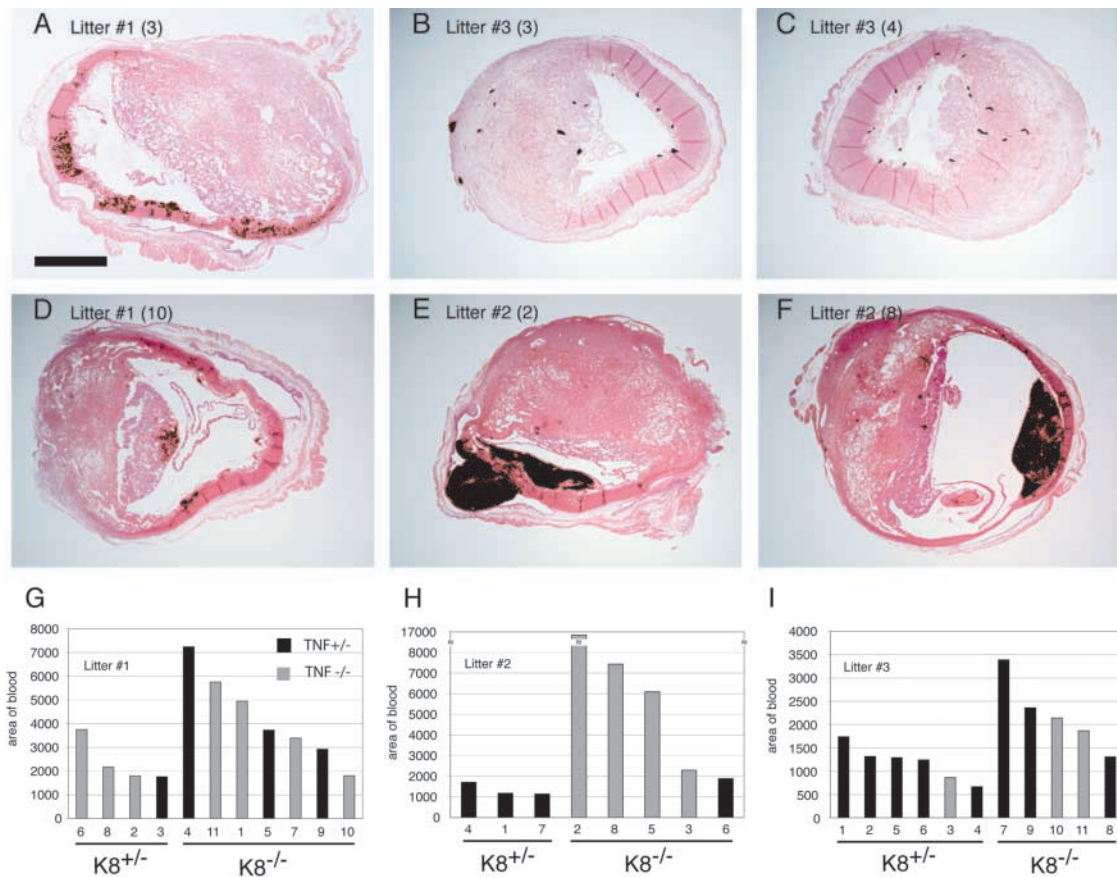 A Litter #1 (3)
B Litter #3 (3)
C Litter #3 (4)
D Litter #1 (10)
E Litter #2 (2)
F Litter #2 (8)
G
8000
7000
6000
5000
4000
3000
2000
1000
0
area of blood
Litter #1
TNF+/-
TNF -/-
6 8 2 3 4 11 1 5 7 9 10
K8+/- K8-/-
H
17000
8000
7000
6000
5000
4000
3000
2000
1000
0
area of blood
Litter #2
4 1 7 2 8 5 3 6
K8+/- K8-/-
I
4000
3500
3000
2500
2000
1500
1000
500
0
area of blood
Litter #3
1 2 5 6 3 4 7 9 10 11 8
K8+/- K8-/-